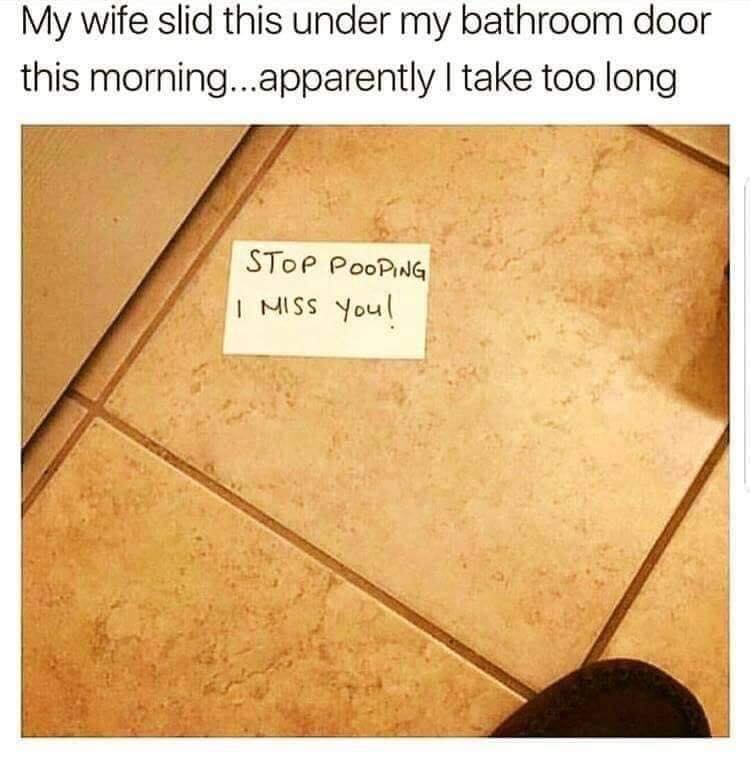 My wife slid this under my bathroom door
this morning...apparently I take too long
STOP POOPING
I MISS YOU!